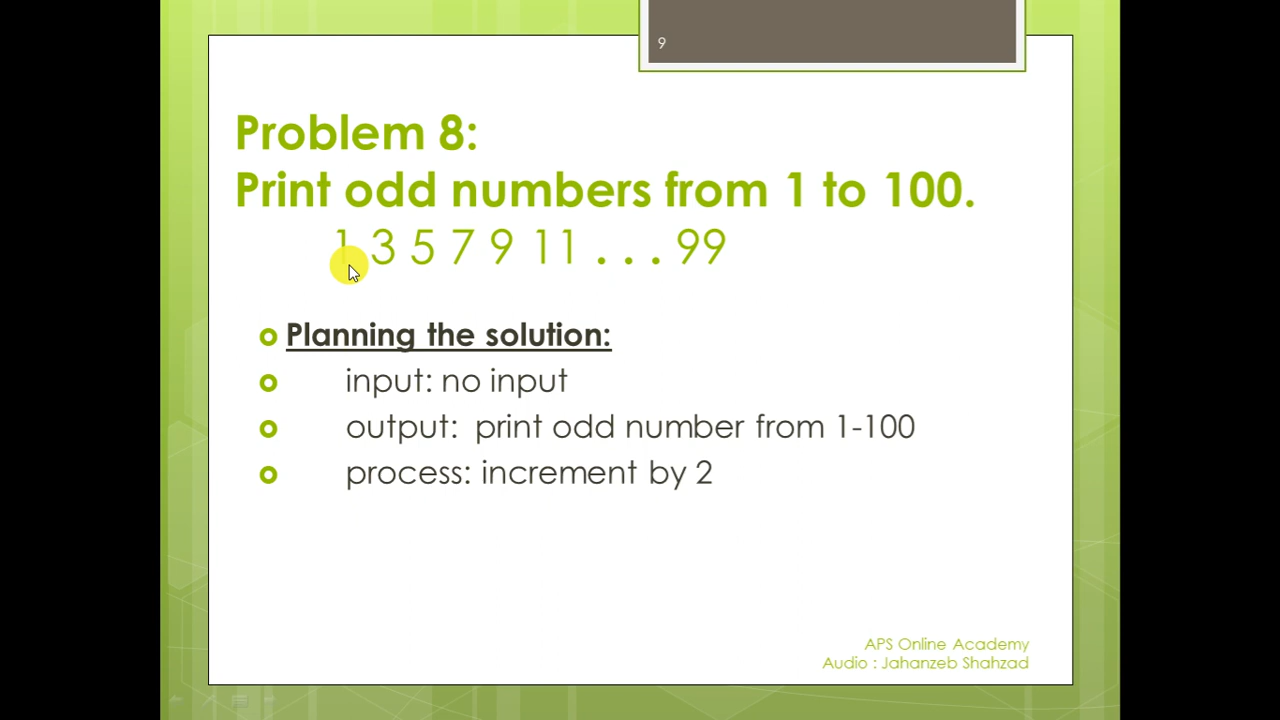 9
Problem 8:
Print odd numbers from 1 to 100.
1 3 5 7 9 11 . . . 99
Planning the solution:
input: no input
output: print odd number from 1-100
process: increment by 2
APS Online Academy
Audio : Jahanzeb Shahzad